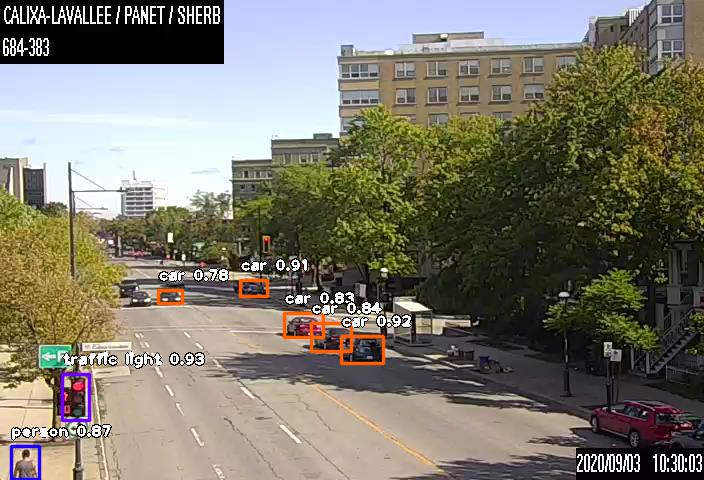 CALIXA-LAVALLEE / PANET / SHERB
684-383
car 0.91
car 0.78
car 0.83
car 0.84
car 0.92
traffic light 0.93
person 0.87
2020/09/03 10:30:03